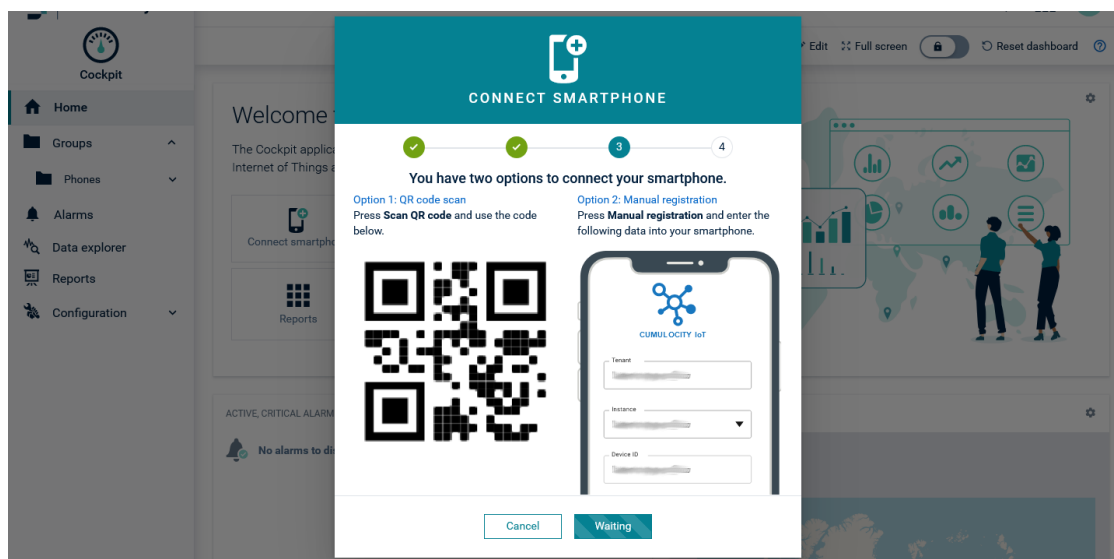 Cockpit
Home
Groups
Phones
Alarms
Data explorer
Reports
Configuration
Edit
Full screen
Reset dashboard
Welcome
The Cockpit applica
Internet of Things a
Connect smartpho
Reports
ACTIVE, CRITICAL ALARM
No alarms to di
CONNECT SMARTPHONE
3
4
You have two options to connect your smartphone.
Option 1: QR code scan
Press Scan QR code and use the code
below.
Option 2: Manual registration
Press Manual registration and enter the
following data into your smartphone.
CUMULOCITY IoT
Tenant
Instance
Device ID
Cancel
Waiting